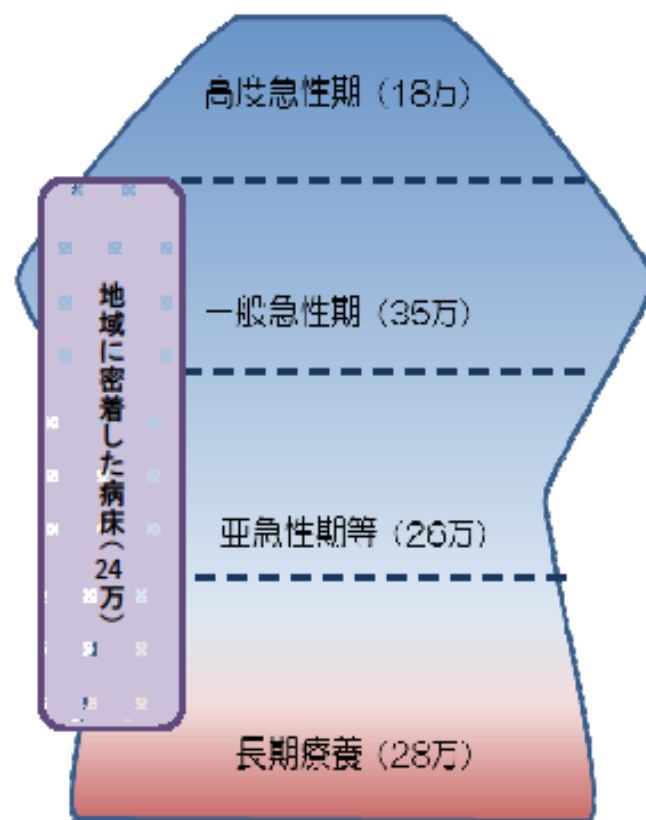 高度急性期（18万）
一般急性期（35万）
地域に密着した病床（24万）
亜急性期等（26万）
長期療養（28万）